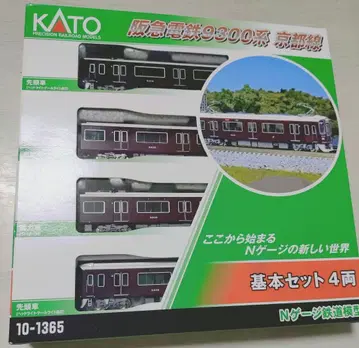 KATO
PRECISION RAILROAD MODELS
阪急電鉄9300系 京都線
先頭車
ここから始まる
Nゲージの新しい世界
基本セット4両
先頭車
10-1365
Nゲージ鉄道模型